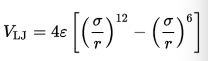 V_LJ = 4ε [ (σ/r)^12 − (σ/r)^6 ]